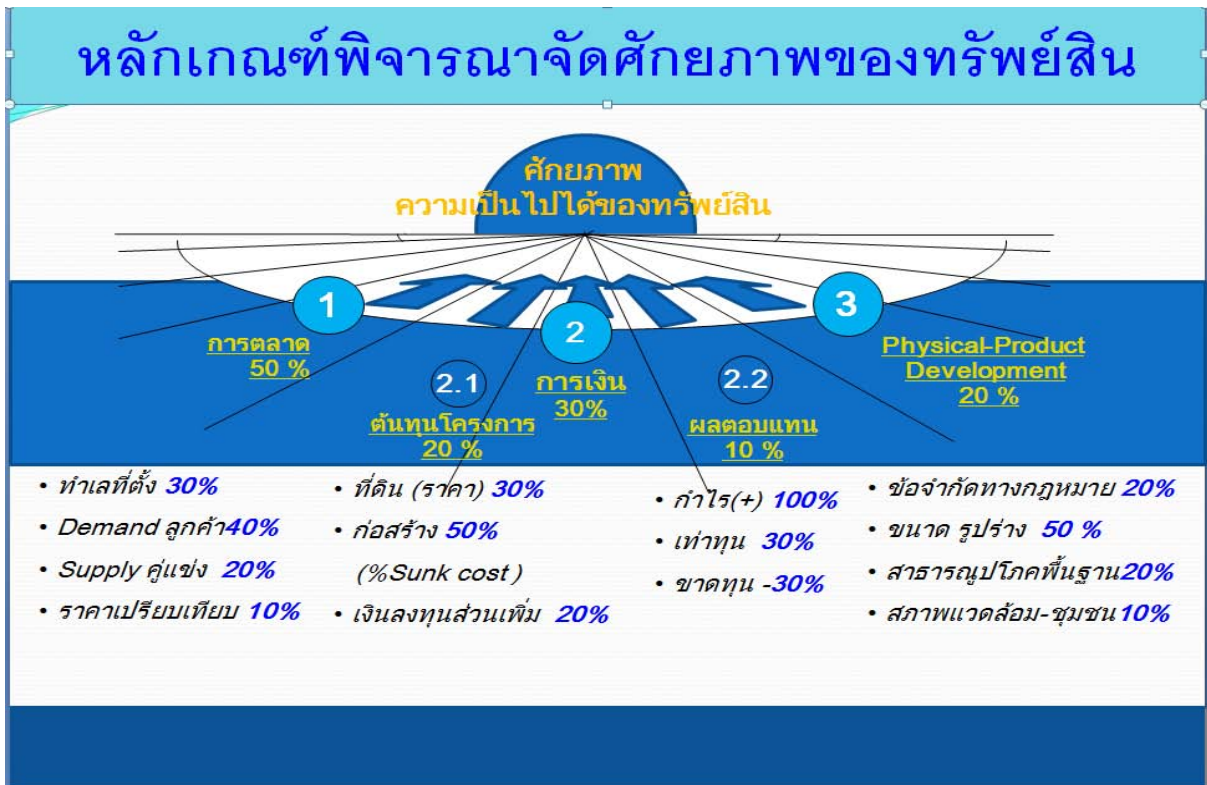 หลักเกณฑ์พิจารณาจัดศักยภาพของทรัพย์สิน
ศักยภาพ
ความเป็นไปได้ของทรัพย์สิน
1
การตลาด
50 %
2
การเงิน
30%
2.1
ต้นทุนโครงการ
20 %
2.2
ผลตอบแทน
10 %
3
Physical-Product
Development
20 %
• ทำเลที่ตั้ง 30%
• Demand ลูกค้า40%
• Supply คู่แข่ง 20%
• ราคาเปรียบเทียบ 10%
• ที่ดิน (ราคา) 30%
• ก่อสร้าง 50%
(%Sunk cost )
• เงินลงทุนส่วนเพิ่ม 20%
• กำไร(+) 100%
• เท่าทุน 30%
• ขาดทุน -30%
• ข้อจำกัดทางกฎหมาย 20%
• ขนาด รูปร่าง 50 %
• สาธารณูปโภคพื้นฐาน20%
• สภาพแวดล้อม-ชุมชน10%